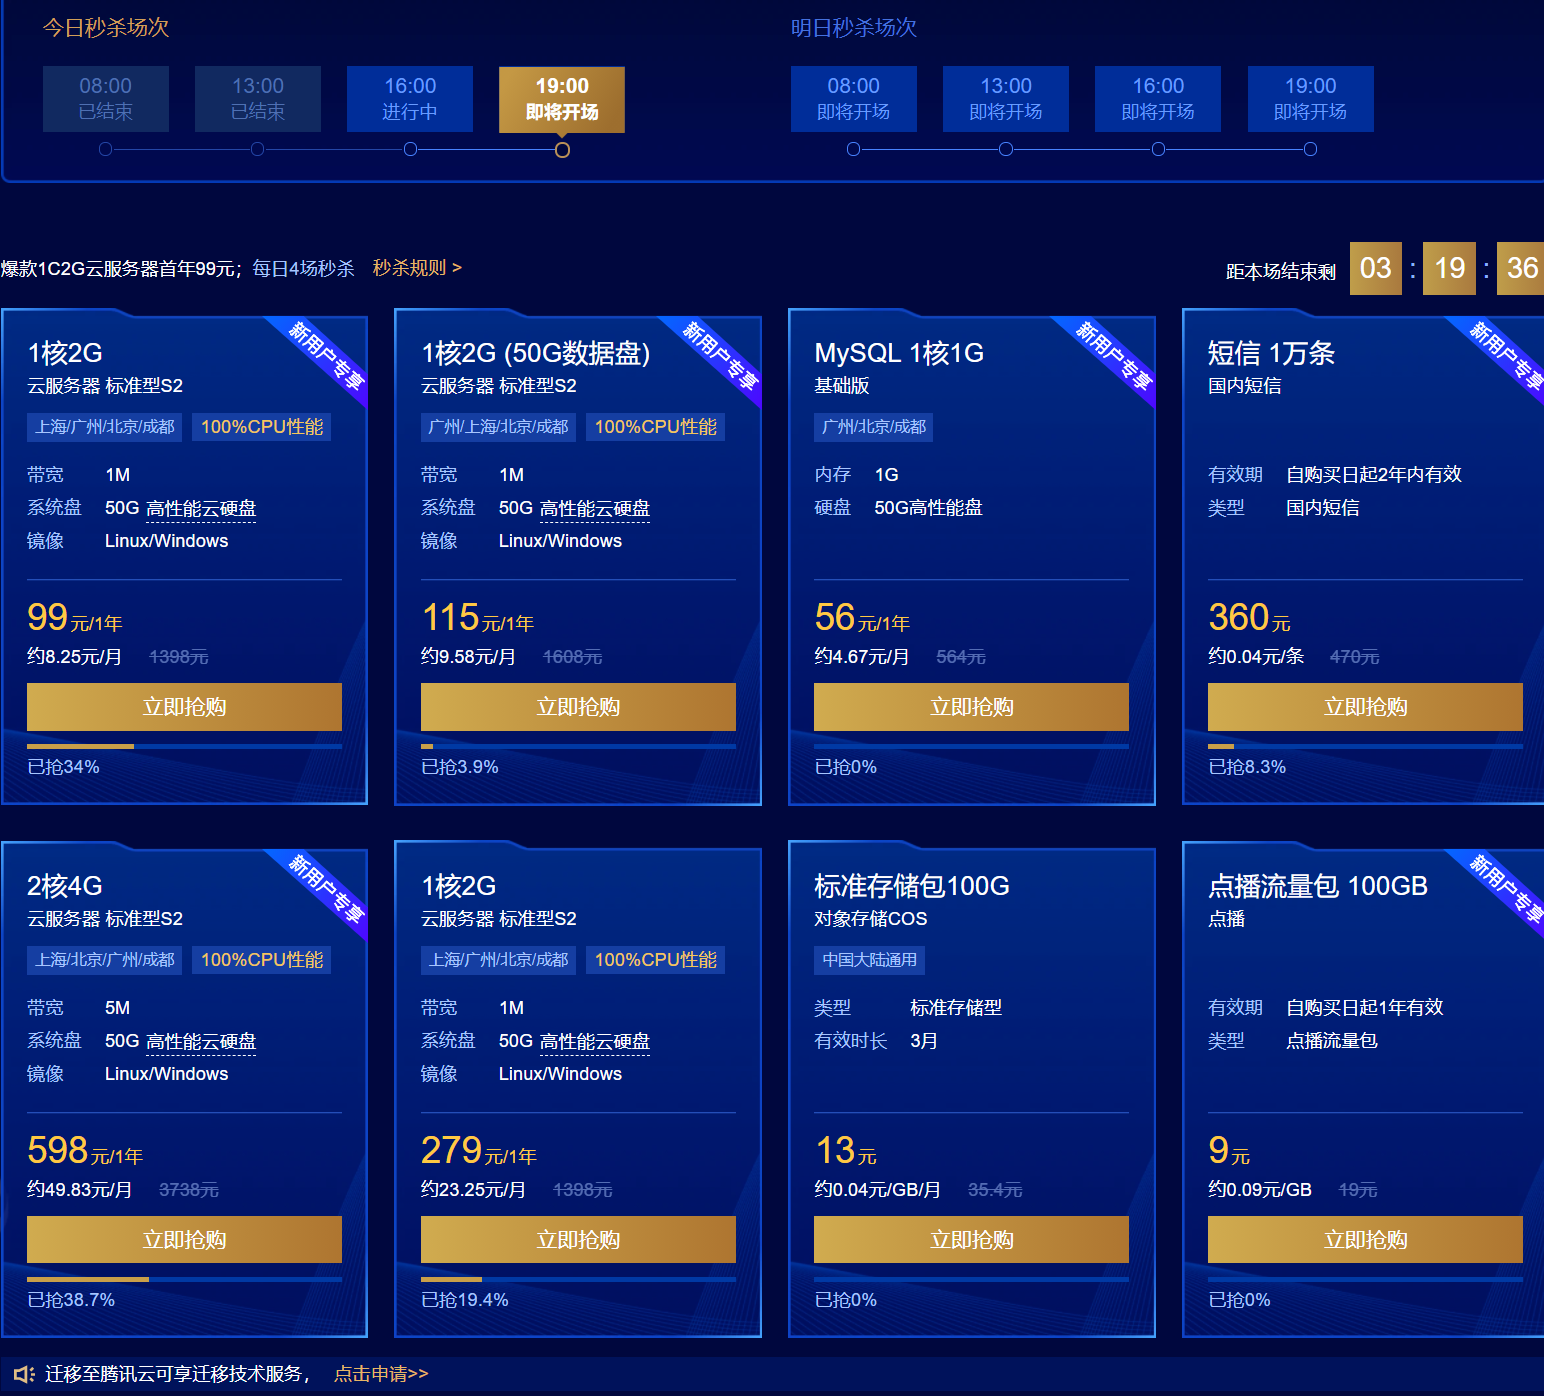 今日秒杀场次
明日秒杀场次
08:00 13:00 16:00 19:00 08:00 13:00 16:00 19:00
已结束 已结束 进行中 即将开场 即将开场 即将开场 即将开场 即将开场
爆款1C2G云服务器首年99元；每日4场秒杀 秒杀规则 >
距本场结束剩 03 : 19 : 36
新用户专享
1核2G
云服务器 标准型S2
上海/广州/北京/成都 100%CPU性能
带宽 1M
系统盘 50G 高性能云硬盘
镜像 Linux/Windows
99元/1年
约8.25元/月 1398元
立即抢购
已抢34%
新用户专享
1核2G (50G数据盘)
云服务器 标准型S2
广州/上海/北京/成都 100%CPU性能
带宽 1M
系统盘 50G 高性能云硬盘
镜像 Linux/Windows
115元/1年
约9.58元/月 1608元
立即抢购
已抢3.9%
新用户专享
MySQL 1核1G
基础版
广州/北京/成都
内存 1G
硬盘 50G高性能盘
56元/1年
约4.67元/月 564元
立即抢购
已抢0%
新用户专享
短信 1万条
国内短信
有效期 自购买日起2年内有效
类型 国内短信
360元
约0.04元/条 470元
立即抢购
已抢8.3%
新用户专享
2核4G
云服务器 标准型S2
上海/北京/广州/成都 100%CPU性能
带宽 5M
系统盘 50G 高性能云硬盘
镜像 Linux/Windows
598元/1年
约49.83元/月 3738元
立即抢购
已抢38.7%
1核2G
云服务器 标准型S2
上海/广州/北京/成都 100%CPU性能
带宽 1M
系统盘 50G 高性能云硬盘
镜像 Linux/Windows
279元/1年
约23.25元/月 1398元
立即抢购
已抢19.4%
标准存储包100G
对象存储COS
中国大陆通用
类型 标准存储型
有效时长 3月
13元
约0.04元/GB/月 35.4元
立即抢购
已抢0%
新用户专享
点播流量包 100GB
点播
有效期 自购买日起1年有效
类型 点播流量包
9元
约0.09元/GB 19元
立即抢购
已抢0%
迁移至腾讯云可享迁移技术服务， 点击申请>>